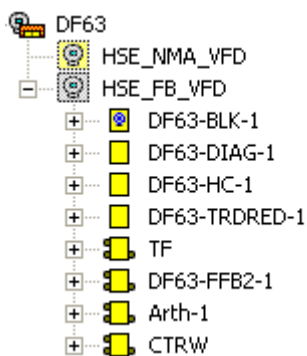 DF63
HSE_NMA_VFD
HSE_FB_VFD
DF63-BLK-1
DF63-DIAG-1
DF63-HC-1
DF63-TRDRED-1
TF
DF63-FFB2-1
Arth-1
CTRW